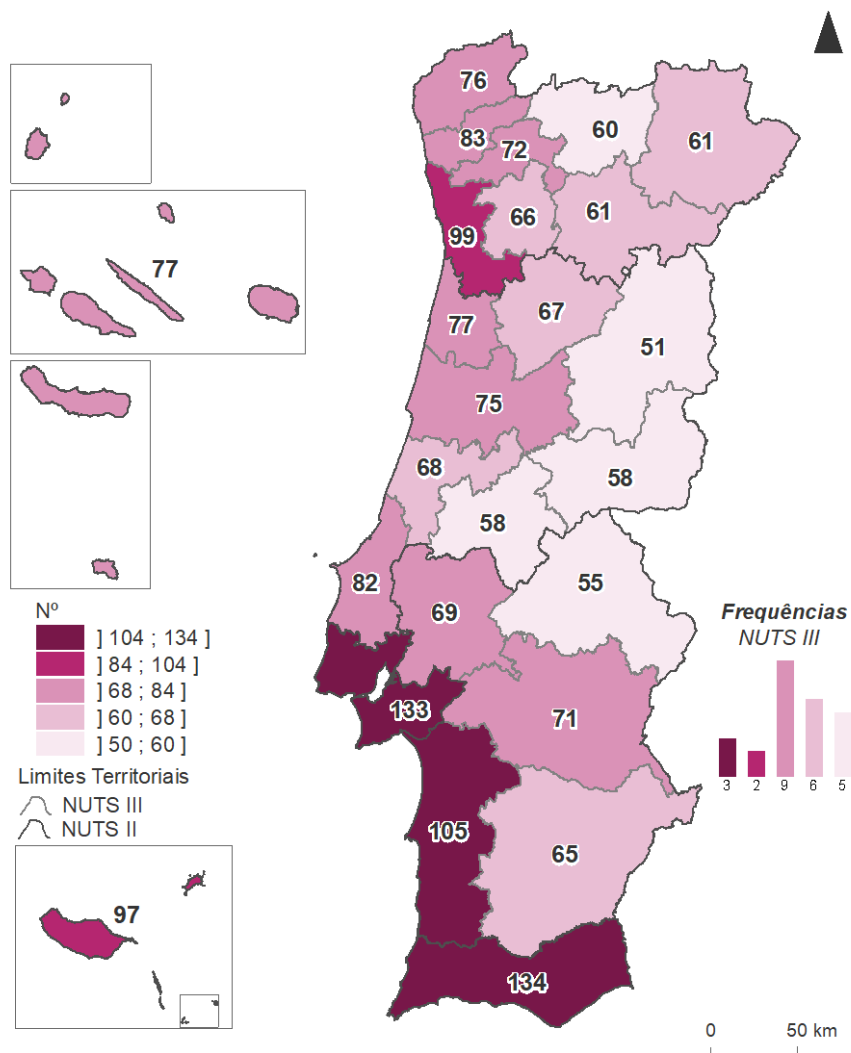 76
83
72
60
61
99
66
61
77
77
67
51
75
68
58
58
82
69
55
Nº
] 104 ; 134 ]
] 84 ; 104 ]
] 68 ; 84 ]
] 60 ; 68 ]
] 50 ; 60 ]
Limites Territoriais
NUTS III
NUTS II
133
71
Frequências
NUTS III
3 2 9 6 5
105
65
97
134
0 50 km